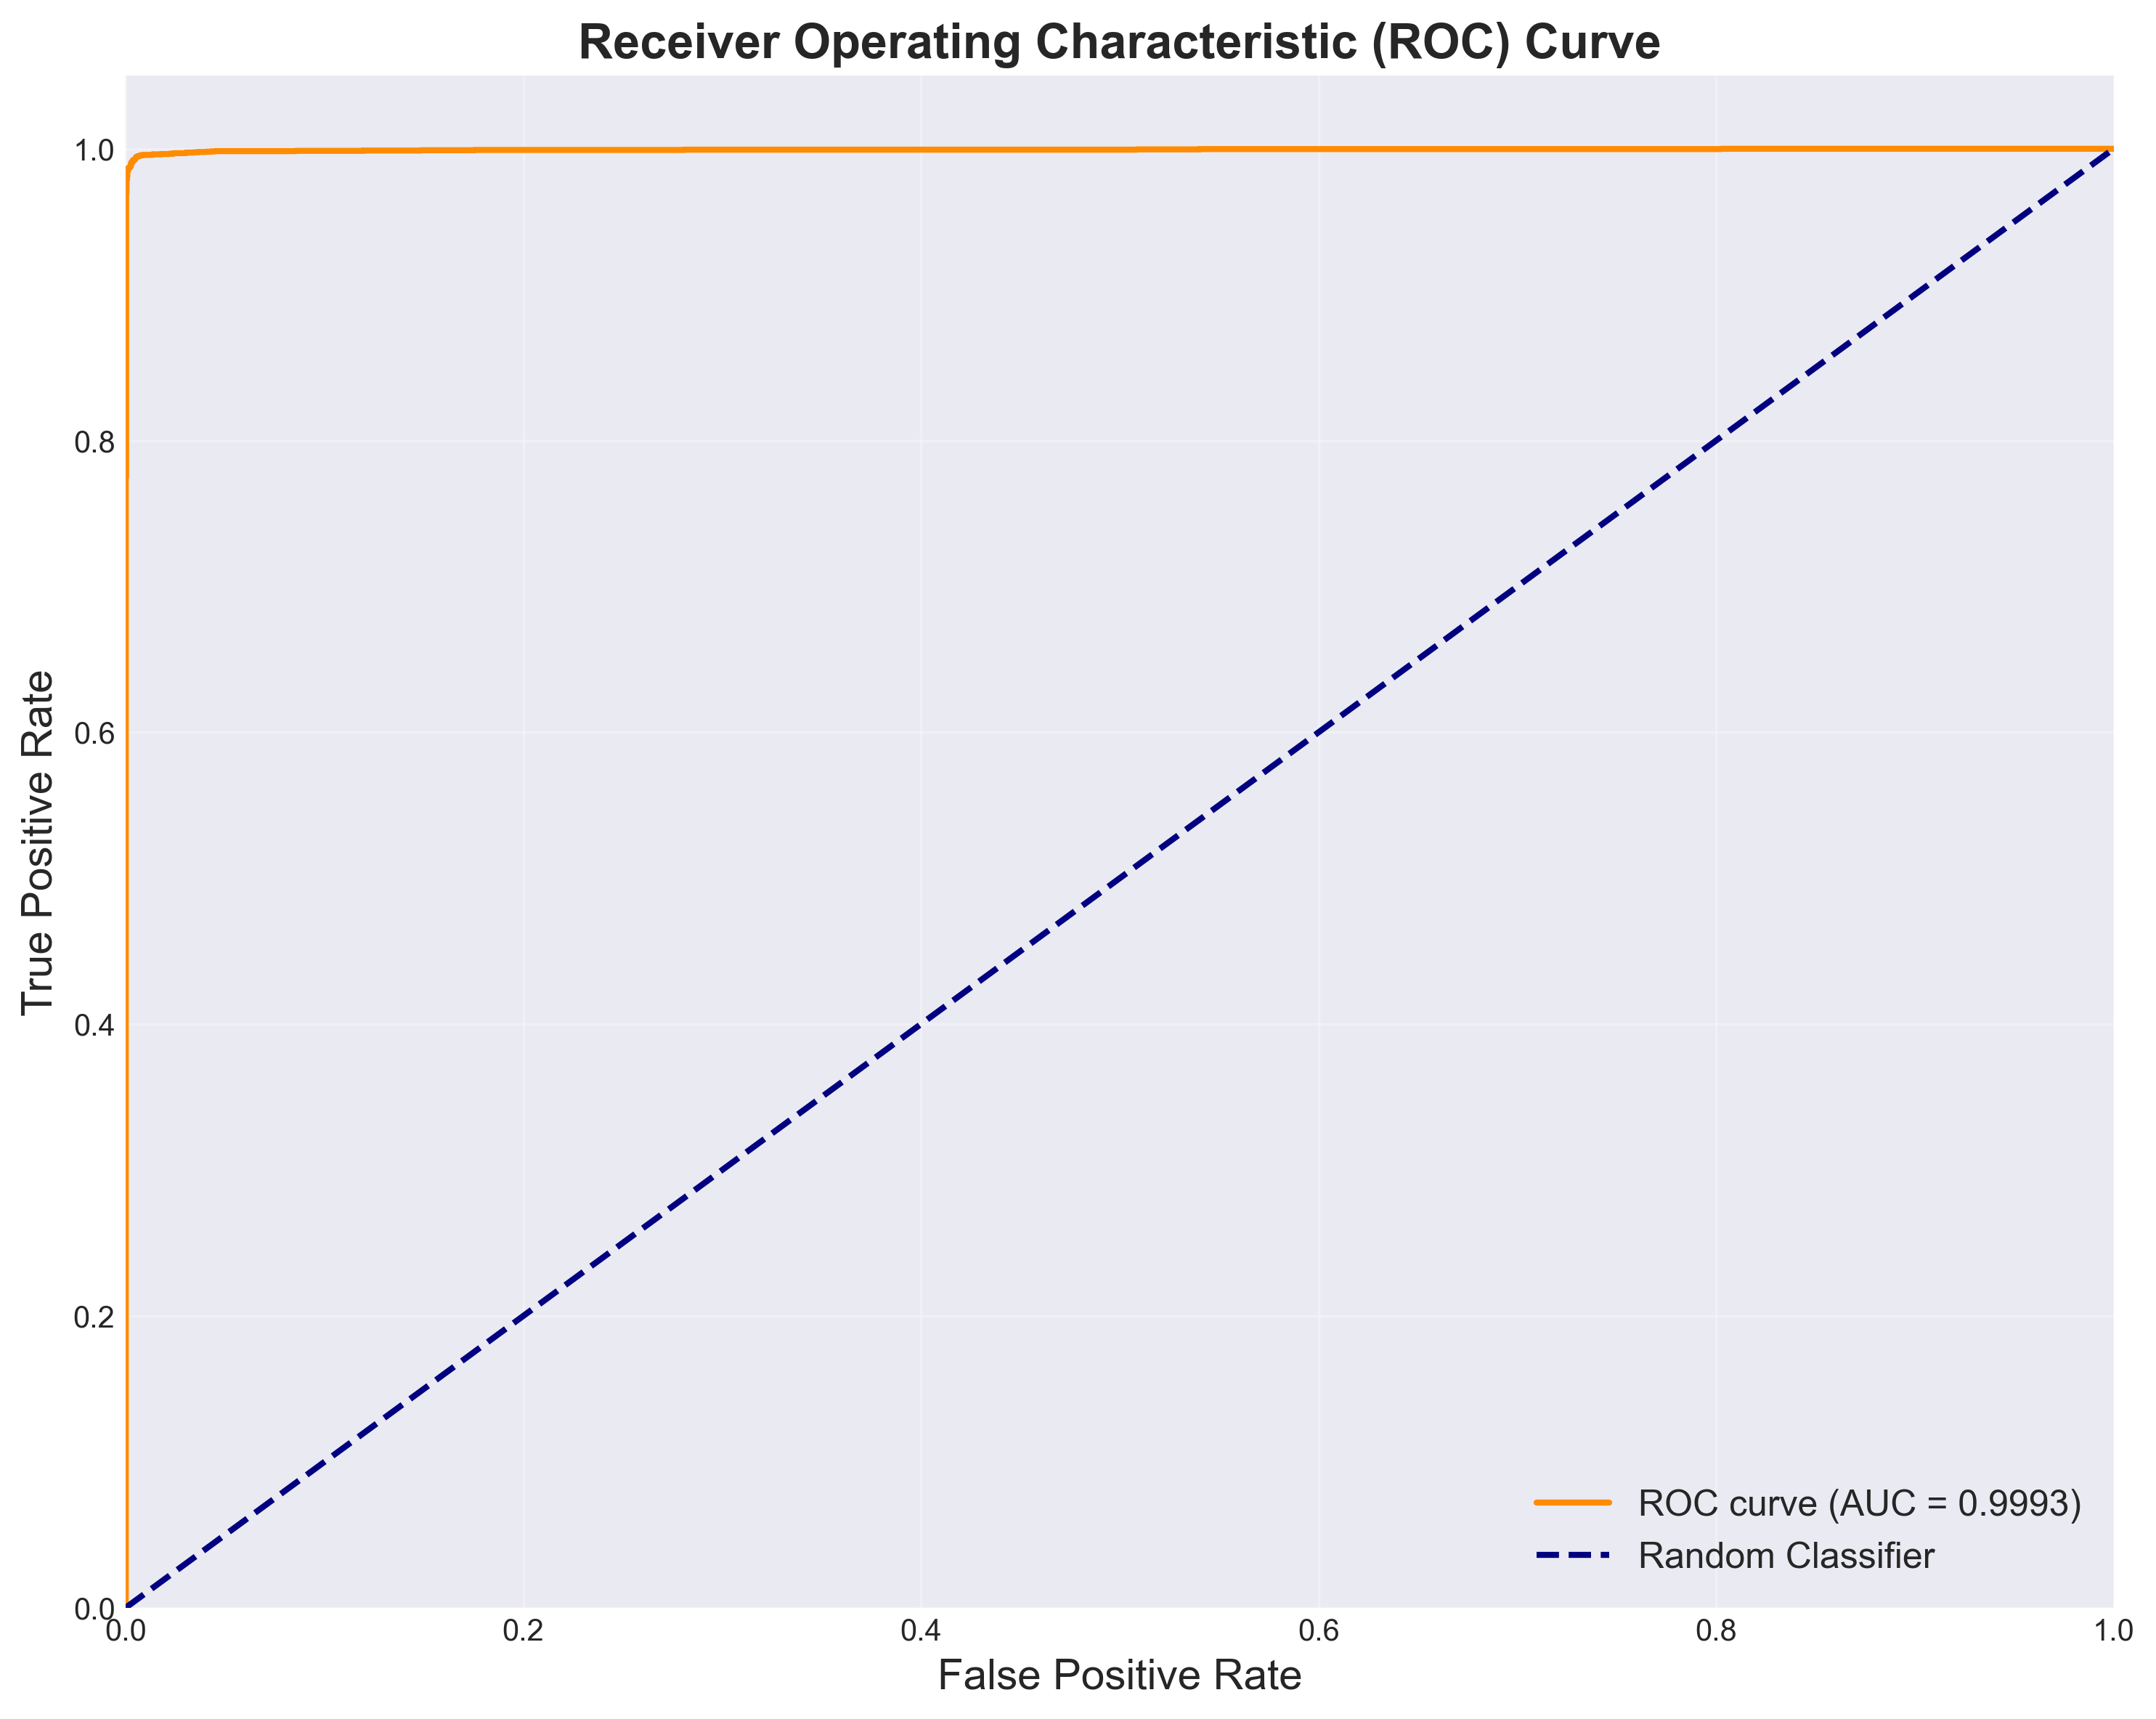 Receiver Operating Characteristic (ROC) Curve
1.0
0.8
0.6
0.4
0.2
0.0
True Positive Rate
0.0 0.2 0.4 0.6 0.8 1.0
False Positive Rate
ROC curve (AUC = 0.9993)
Random Classifier